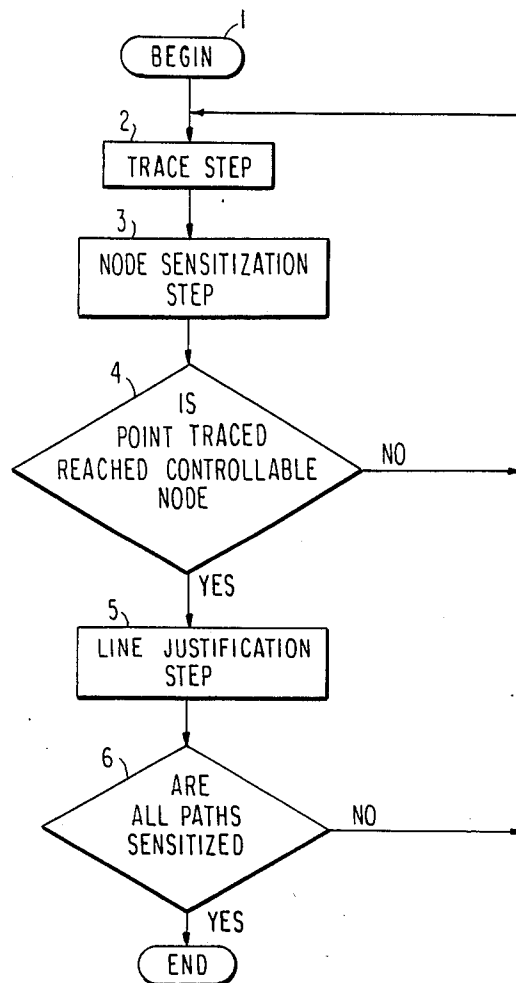 1
BEGIN
2
TRACE STEP
3
NODE SENSITIZATION
STEP
4
IS
POINT TRACED
REACHED CONTROLLABLE
NODE
NO
YES
5
LINE JUSTIFICATION
STEP
6
ARE
ALL PATHS
SENSITIZED
NO
YES
END